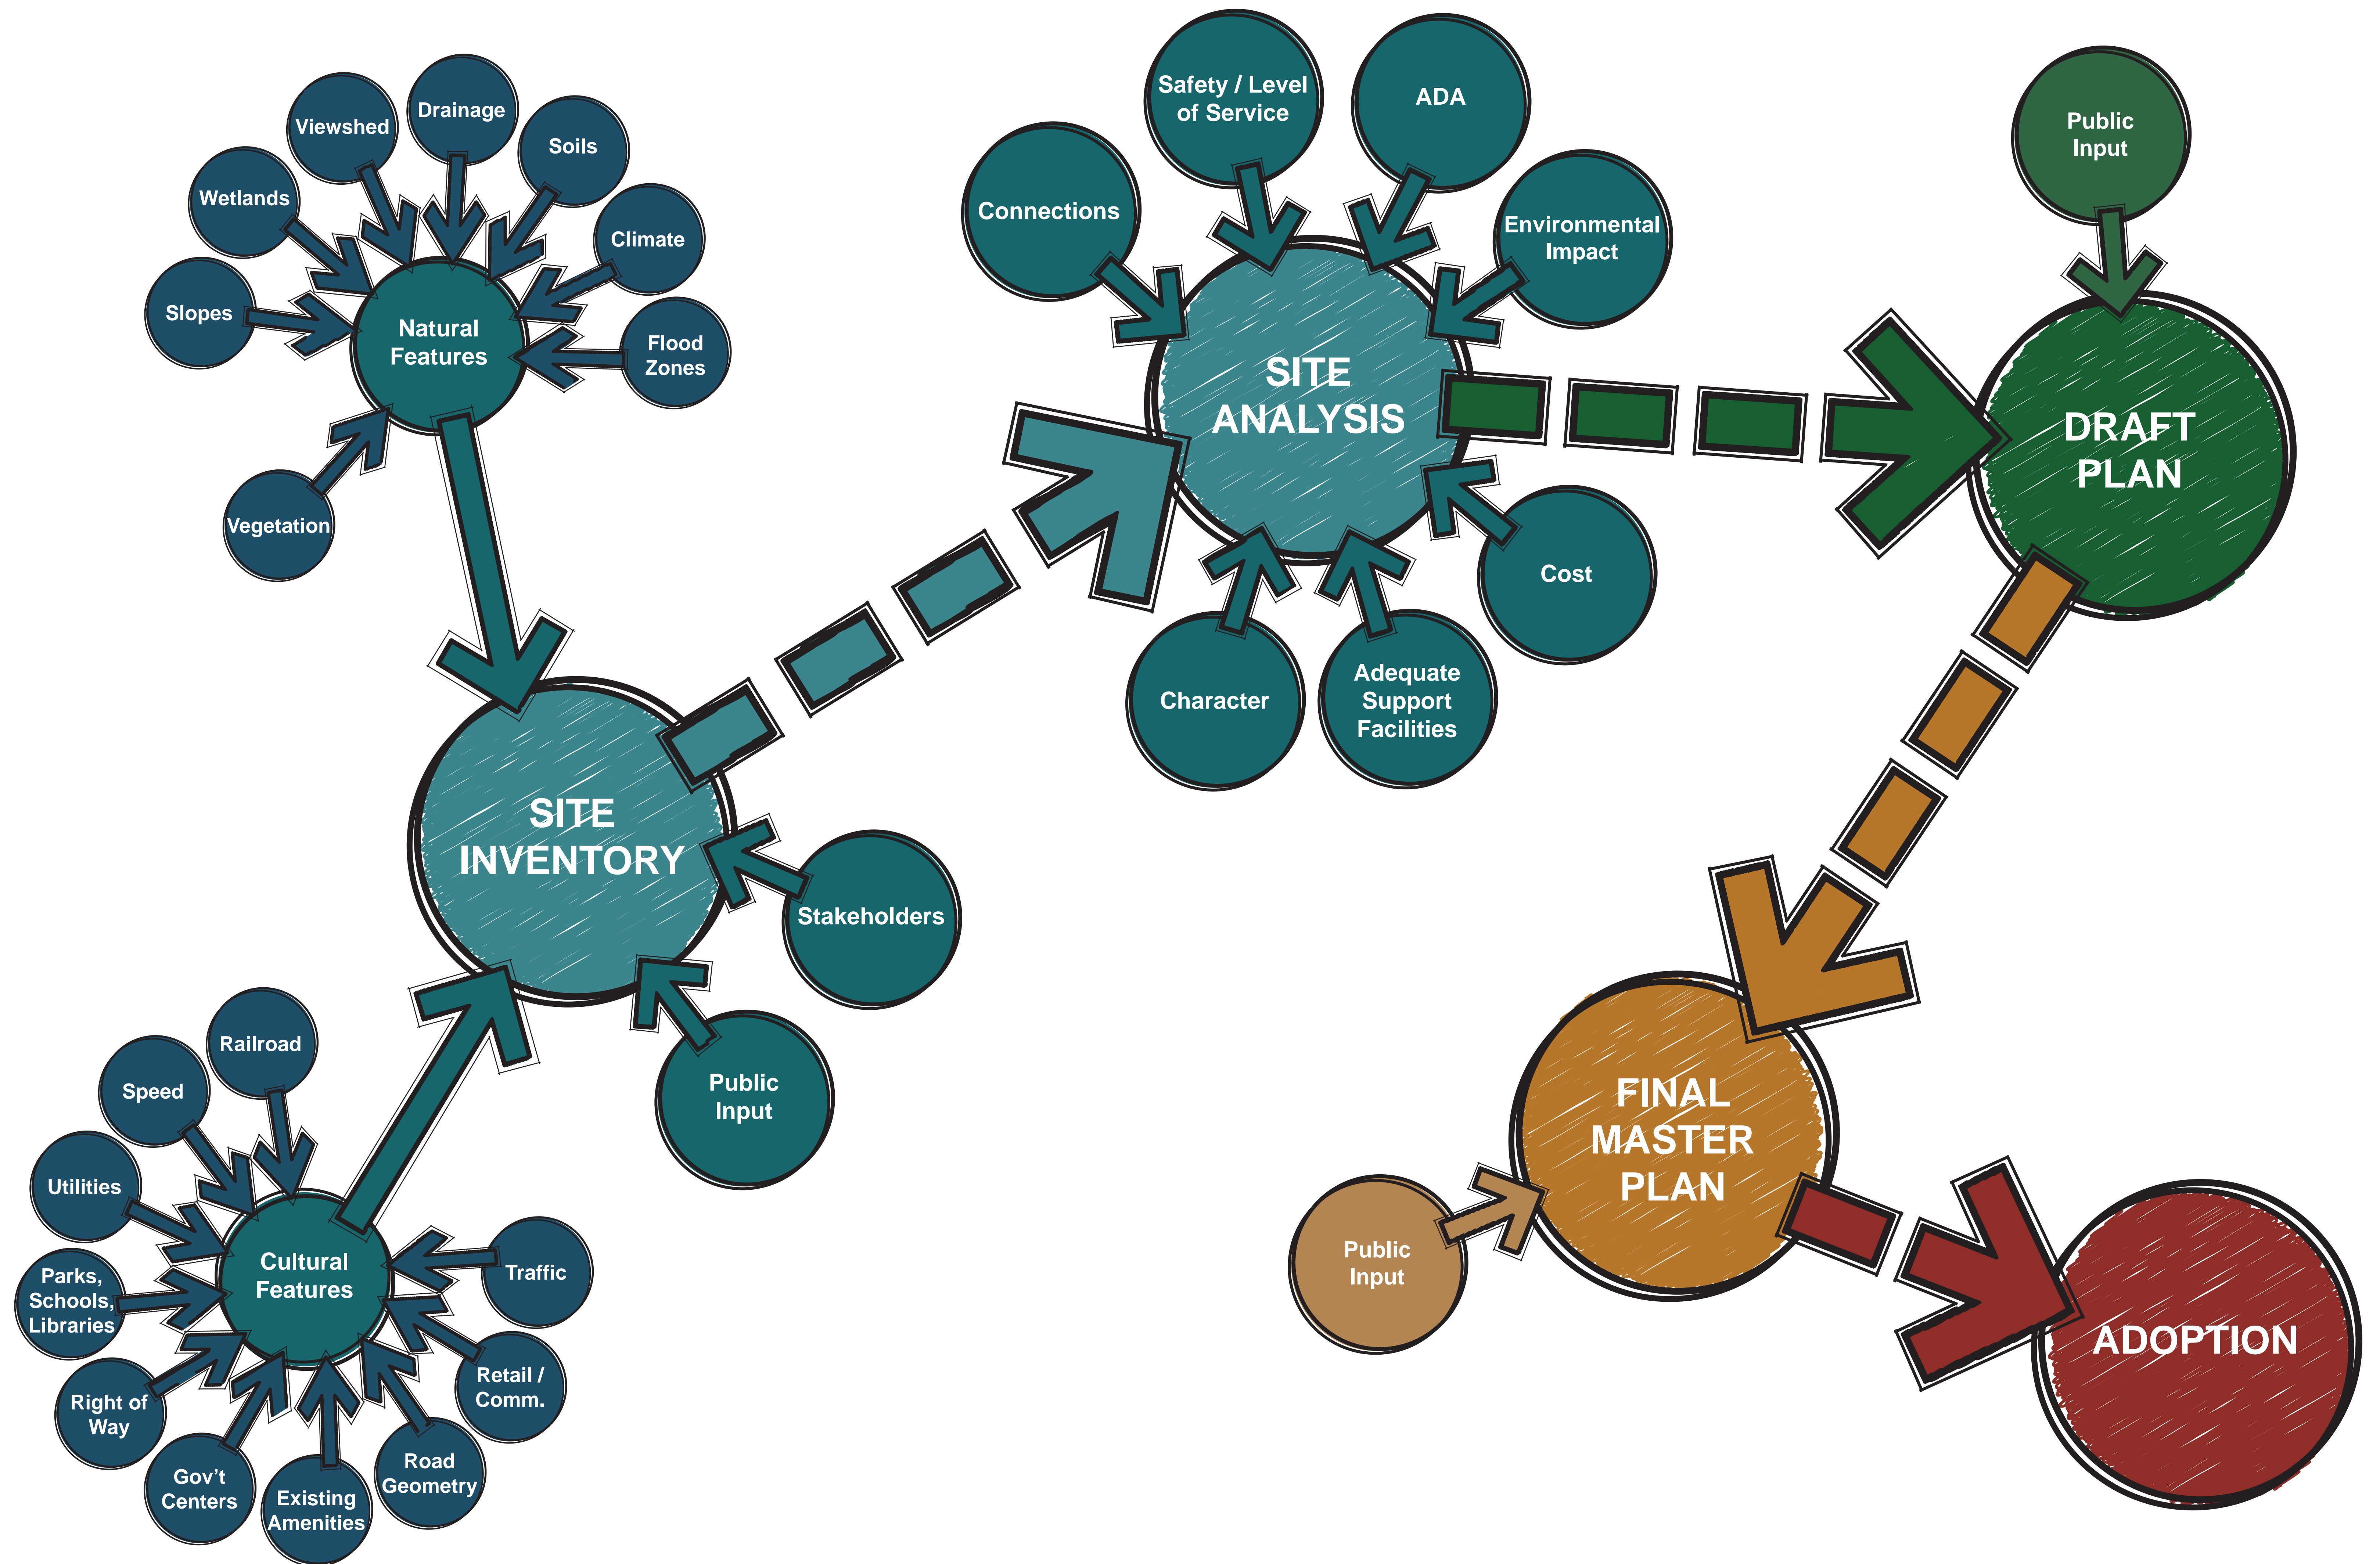 Drainage
Viewshed
Soils
Wetlands
Climate
Slopes
Natural
Features
Flood
Zones
Vegetation
Safety / Level
of Service
ADA
Connections
Environmental
Impact
SITE
ANALYSIS
Cost
Character
Adequate
Support
Facilities
Public
Input
DRAFT
PLAN
SITE
INVENTORY
Stakeholders
Public
Input
Railroad
Speed
Utilities
Cultural
Features
Traffic
Parks,
Schools,
Libraries
Retail /
Comm.
Right of
Way
Road
Geometry
Gov’t
Centers
Existing
Amenities
FINAL
MASTER
PLAN
Public
Input
ADOPTION